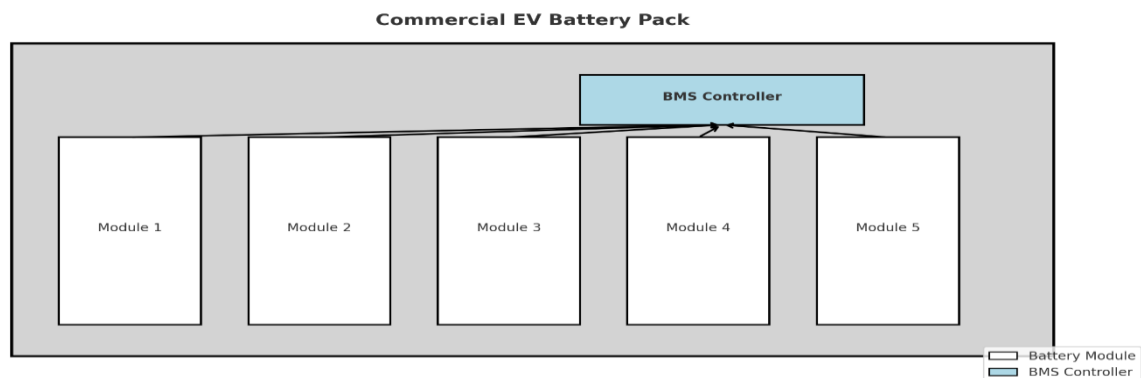 Commercial EV Battery Pack
BMS Controller
Module 1
Module 2
Module 3
Module 4
Module 5
Battery Module
BMS Controller